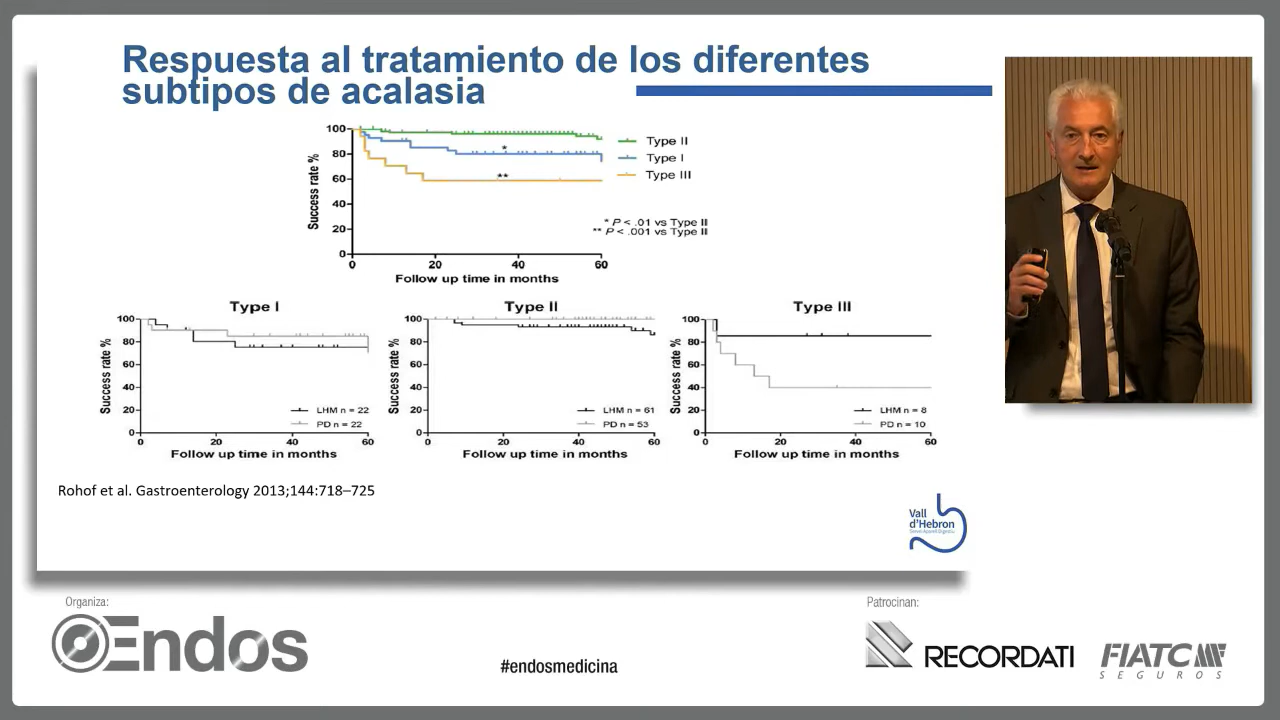 Respuesta al tratamiento de los diferentes
subtipos de acalasia
Success rate %
100
80
60
40
20
0
*
**
Type II
Type I
Type III
* P < .01 vs Type II
** P < .001 vs Type II
0 20 40 60
Follow up time in months
Type I
Success rate %
100
80
60
40
20
0
LHM n = 22
PD n = 22
0 20 40 60
Follow up time in months
Type II
Success rate %
100
80
60
40
20
0
LHM n = 61
PD n = 53
0 20 40 60
Follow up time in months
Type III
Success rate %
100
80
60
40
20
0
LHM n = 8
PD n = 10
0 20 40 60
Follow up time in months
Rohof et al. Gastroenterology 2013;144:718–725
Vall
d'Hebron
Organiza:
Endos
#endosmedicina
Patrocinan:
RECORDATI
FIATC
SEGUROS